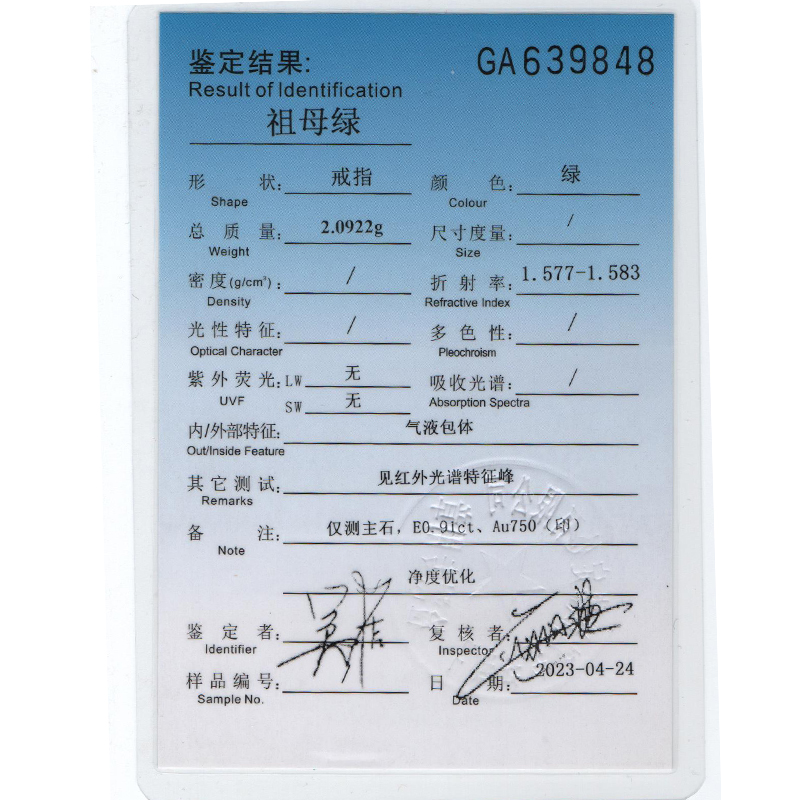 鉴定结果: GA639848
Result of Identification
祖母绿
形 状: 戒指 颜 色: 绿
Shape Colour
总 质 量: 2.0922g 尺寸度量: /
Weight Size
密 度(g/cm³): / 折 射 率: 1.577-1.583
Density Refractive Index
光性特征: / 多 色 性: /
Optical Character Pleochroism
紫外荧光: LW 无 吸收光谱: /
UVF SW 无 Absorption Spectra
内/外部特征: 气液包体
Out/Inside Feature
其它测试: 见红外光谱特征峰
Remarks
备 注: 仅测主石, E0.91ct、Au750(印)
Note
净度优化
鉴 定 者: 复 核 者:
Identifier Inspector
样品编号: 日 期: 2023-04-24
Sample No. Date